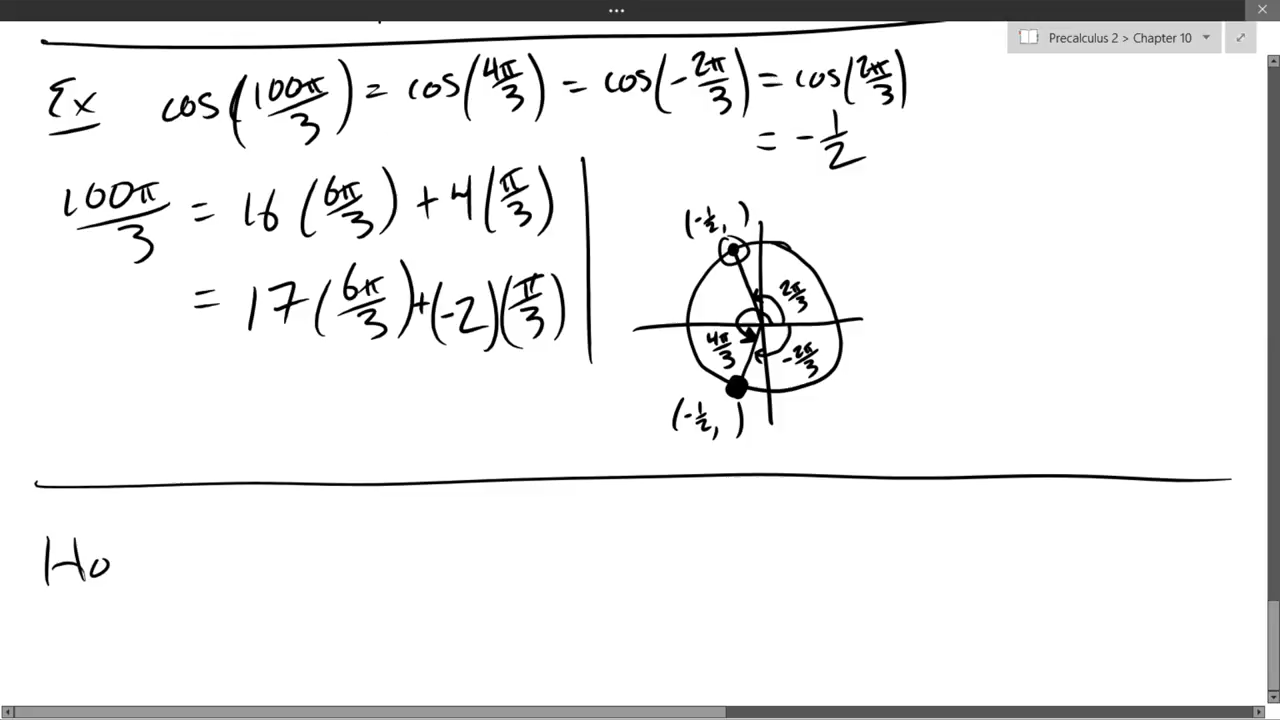 Precalculus 2 > Chapter 10
Ex cos(100π/3) = cos(4π/3) = cos(-2π/3) = cos(2π/3)
= -1/2
100π/3 = 16(6π/3) + 4(π/3)
= 17(6π/3) + (-2)(π/3)
(-1/2, )
2π/3
4π/3
-2π/3
(-1/2, )
Ho